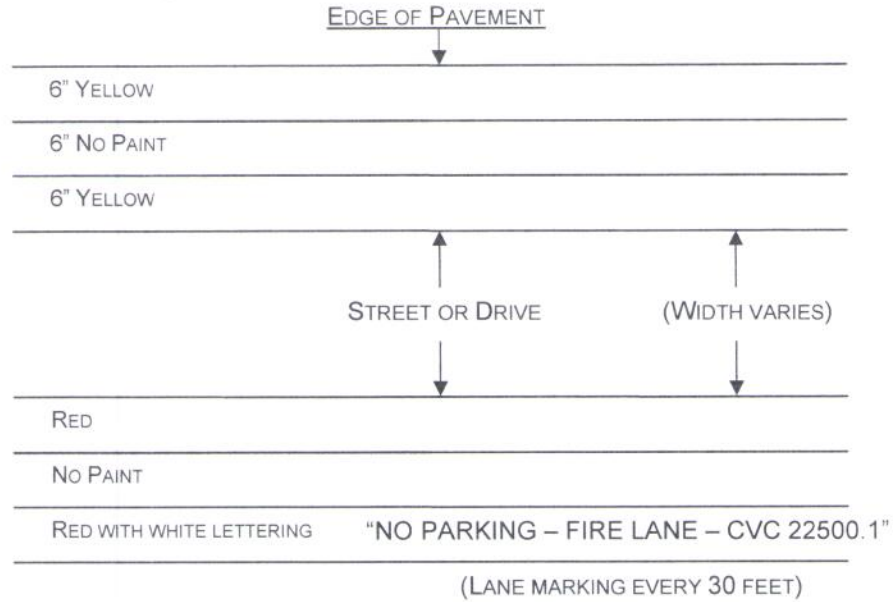 EDGE OF PAVEMENT
6" YELLOW
6" NO PAINT
6" YELLOW
STREET OR DRIVE (WIDTH VARIES)
RED
NO PAINT
RED WITH WHITE LETTERING "NO PARKING – FIRE LANE – CVC 22500.1"
(LANE MARKING EVERY 30 FEET)